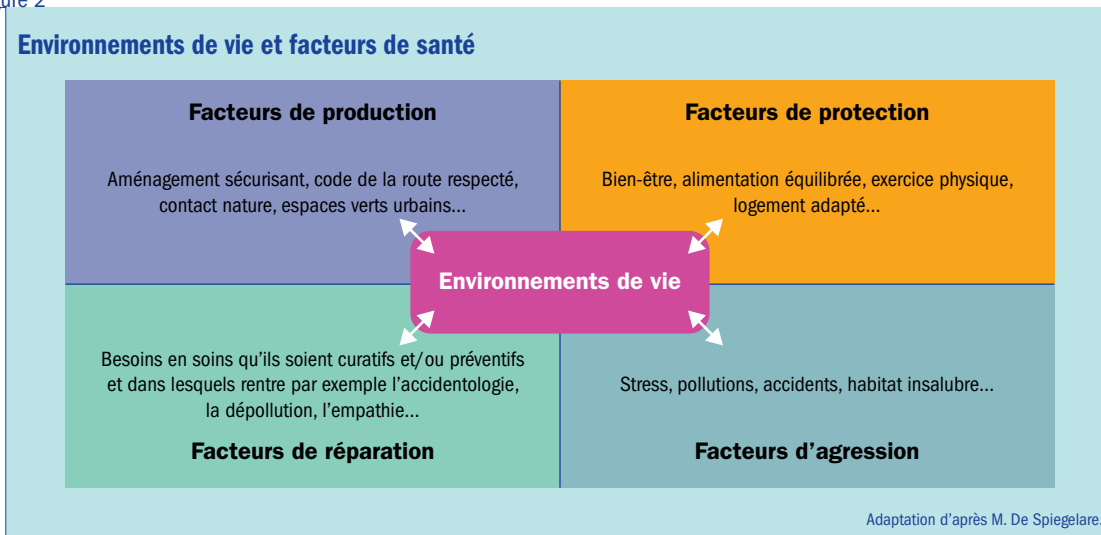 Environnements de vie et facteurs de santé
Facteurs de production
Aménagement sécurisant, code de la route respecté,
contact nature, espaces verts urbains...
Facteurs de protection
Bien-être, alimentation équilibrée, exercice physique,
logement adapté...
Environnements de vie
Besoins en soins qu'ils soient curatifs et/ou préventifs
et dans lesquels rentre par exemple l'accidentologie,
la dépollution, l'empathie...
Facteurs de réparation
Stress, pollutions, accidents, habitat insalubre...
Facteurs d'agression
Adaptation d'après M. De Spiegelare.